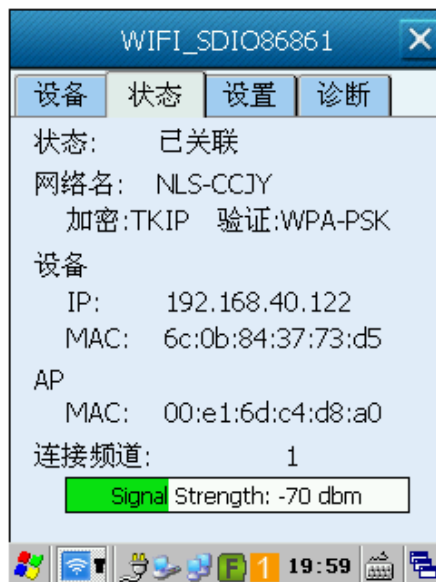 WIFI_SDIO86861
设备 状态 设置 诊断
状态: 已关联
网络名: NLS-CCJY
加密:TKIP 验证:WPA-PSK
设备
IP: 192.168.40.122
MAC: 6c:0b:84:37:73:d5
AP
MAC: 00:e1:6d:c4:d8:a0
连接频道: 1
Signal Strength: -70 dbm
F 1 19:59